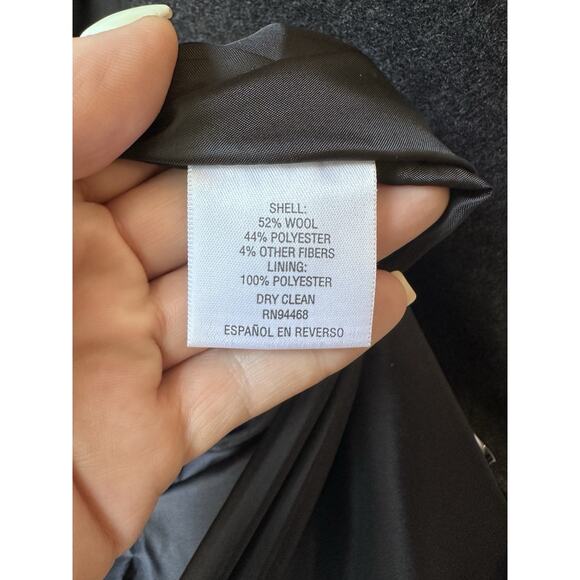 SHELL:
52% WOOL
44% POLYESTER
4% OTHER FIBERS
LINING:
100% POLYESTER
DRY CLEAN
RN94468
ESPAÑOL EN REVERSO